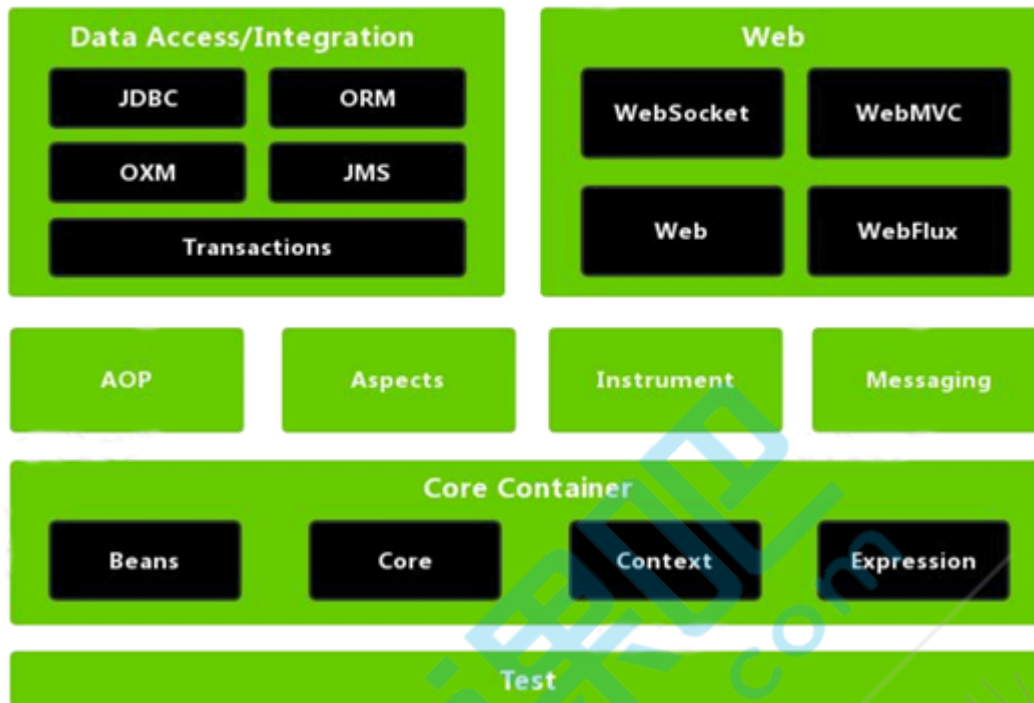 Data Access/Integration
JDBC
ORM
OXM
JMS
Transactions
Web
WebSocket
WebMVC
Web
WebFlux
AOP
Aspects
Instrument
Messaging
Core Container
Beans
Core
Context
Expression
Test
com